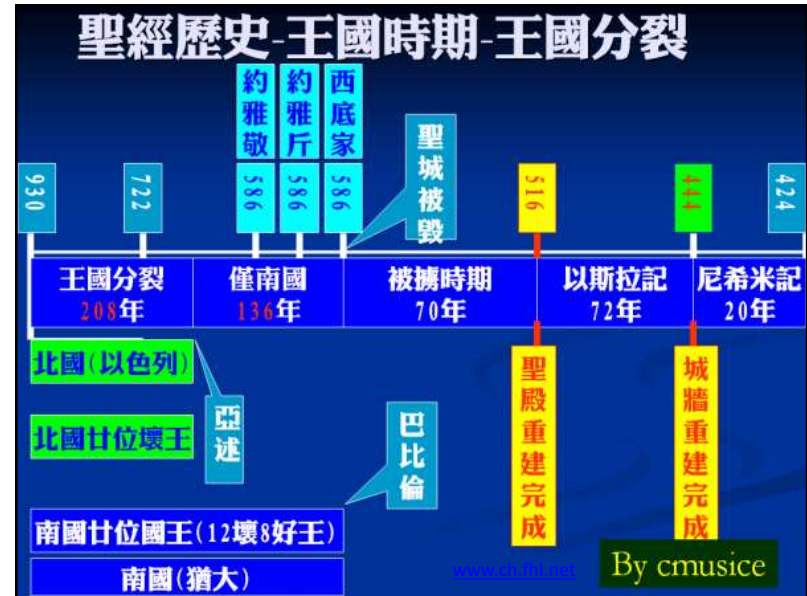 聖經歷史-王國時期-王國分裂
約雅敬
586
約雅斤
586
西底家
586
聖城被毀
930
722
516
444
424
王國分裂
208年
僅南國
136年
被擄時期
70年
以斯拉記
72年
尼希米記
20年
北國(以色列)
亞述
北國廿位壞王
巴比倫
聖殿重建完成
城牆重建完成
南國廿位國王(12壞8好王)
南國(猶大)
www.ch.fhl.net
By cmusice